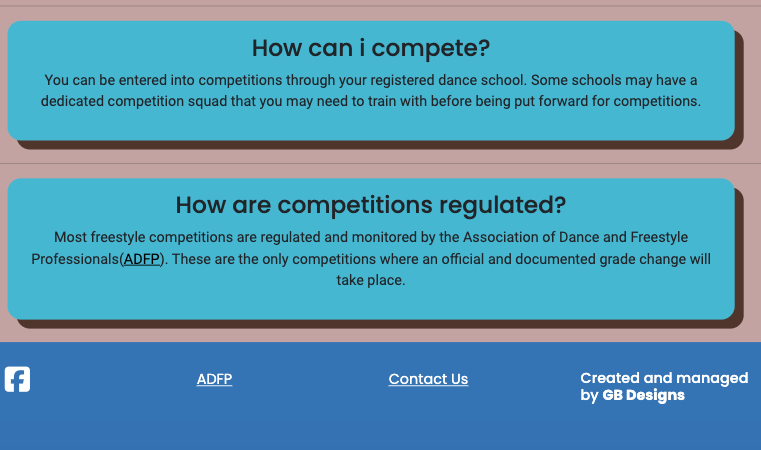 How can i compete?
You can be entered into competitions through your registered dance school. Some schools may have a
dedicated competition squad that you may need to train with before being put forward for competitions.
How are competitions regulated?
Most freestyle competitions are regulated and monitored by the Association of Dance and Freestyle
Professionals(ADFP). These are the only competitions where an official and documented grade change will
take place.
ADFP
Contact Us
Created and managed
by GB Designs